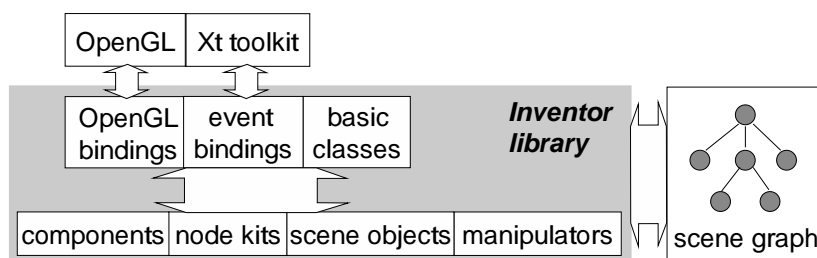 OpenGL Xt toolkit
OpenGL bindings
event bindings
basic classes
Inventor library
components node kits scene objects manipulators
scene graph